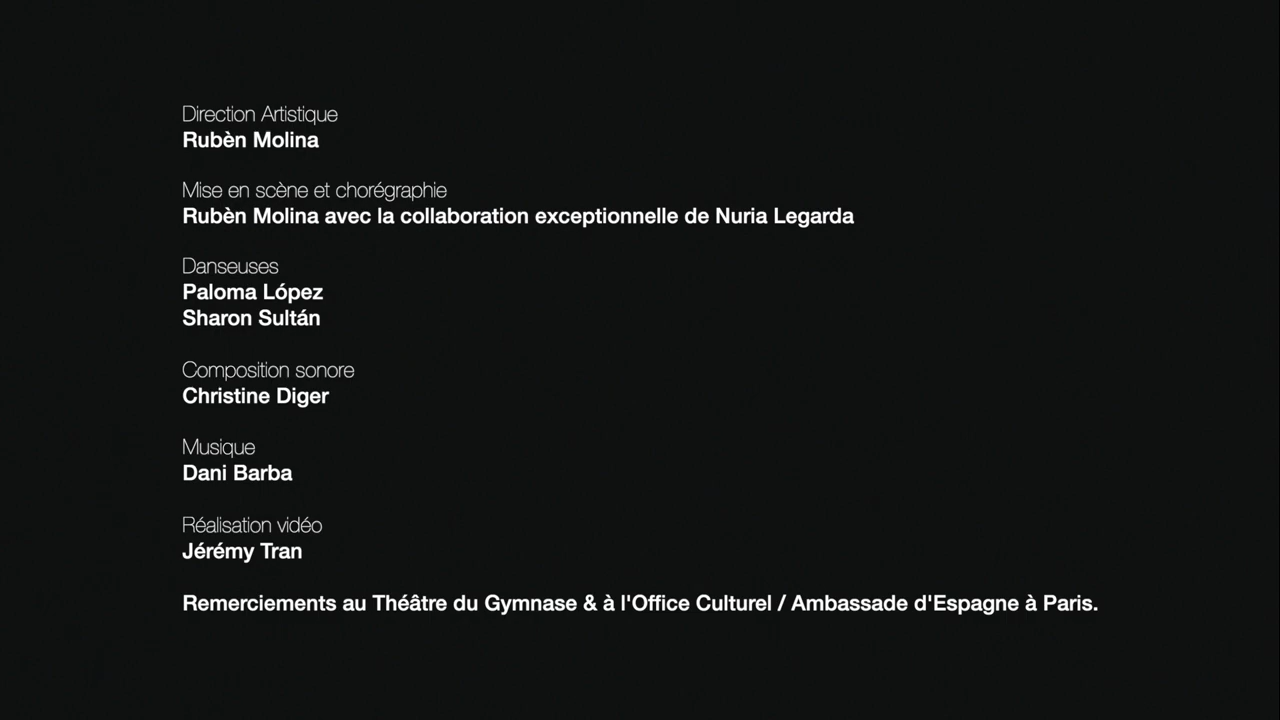 Direction Artistique
Rubèn Molina
Mise en scène et chorégraphie
Rubèn Molina avec la collaboration exceptionnelle de Nuria Legarda
Danseuses
Paloma López
Sharon Sultán
Composition sonore
Christine Diger
Musique
Dani Barba
Réalisation vidéo
Jérémy Tran
Remerciements au Théâtre du Gymnase & à l'Office Culturel / Ambassade d'Espagne à Paris.